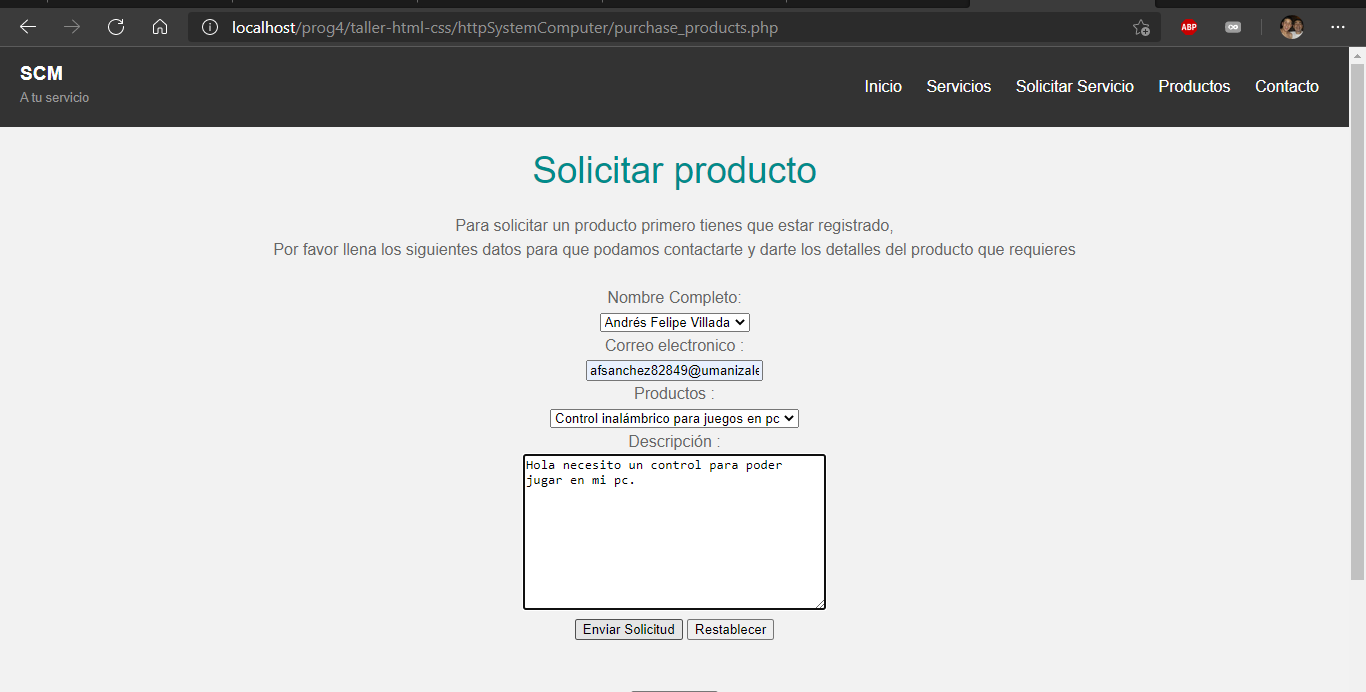 localhost/prog4/taller-html-css/httpSystemComputer/purchase_products.php
ABP
SCM
A tu servicio
Inicio Servicios Solicitar Servicio Productos Contacto
Solicitar producto
Para solicitar un producto primero tienes que estar registrado,
Por favor llena los siguientes datos para que podamos contactarte y darte los detalles del producto que requieres
Nombre Completo:
Andrés Felipe Villada
Correo electronico :
afsanchez82849@umanizale
Productos :
Control inalámbrico para juegos en pc
Descripción :
Hola necesito un control para poder
jugar en mi pc.
Enviar Solicitud Restablecer